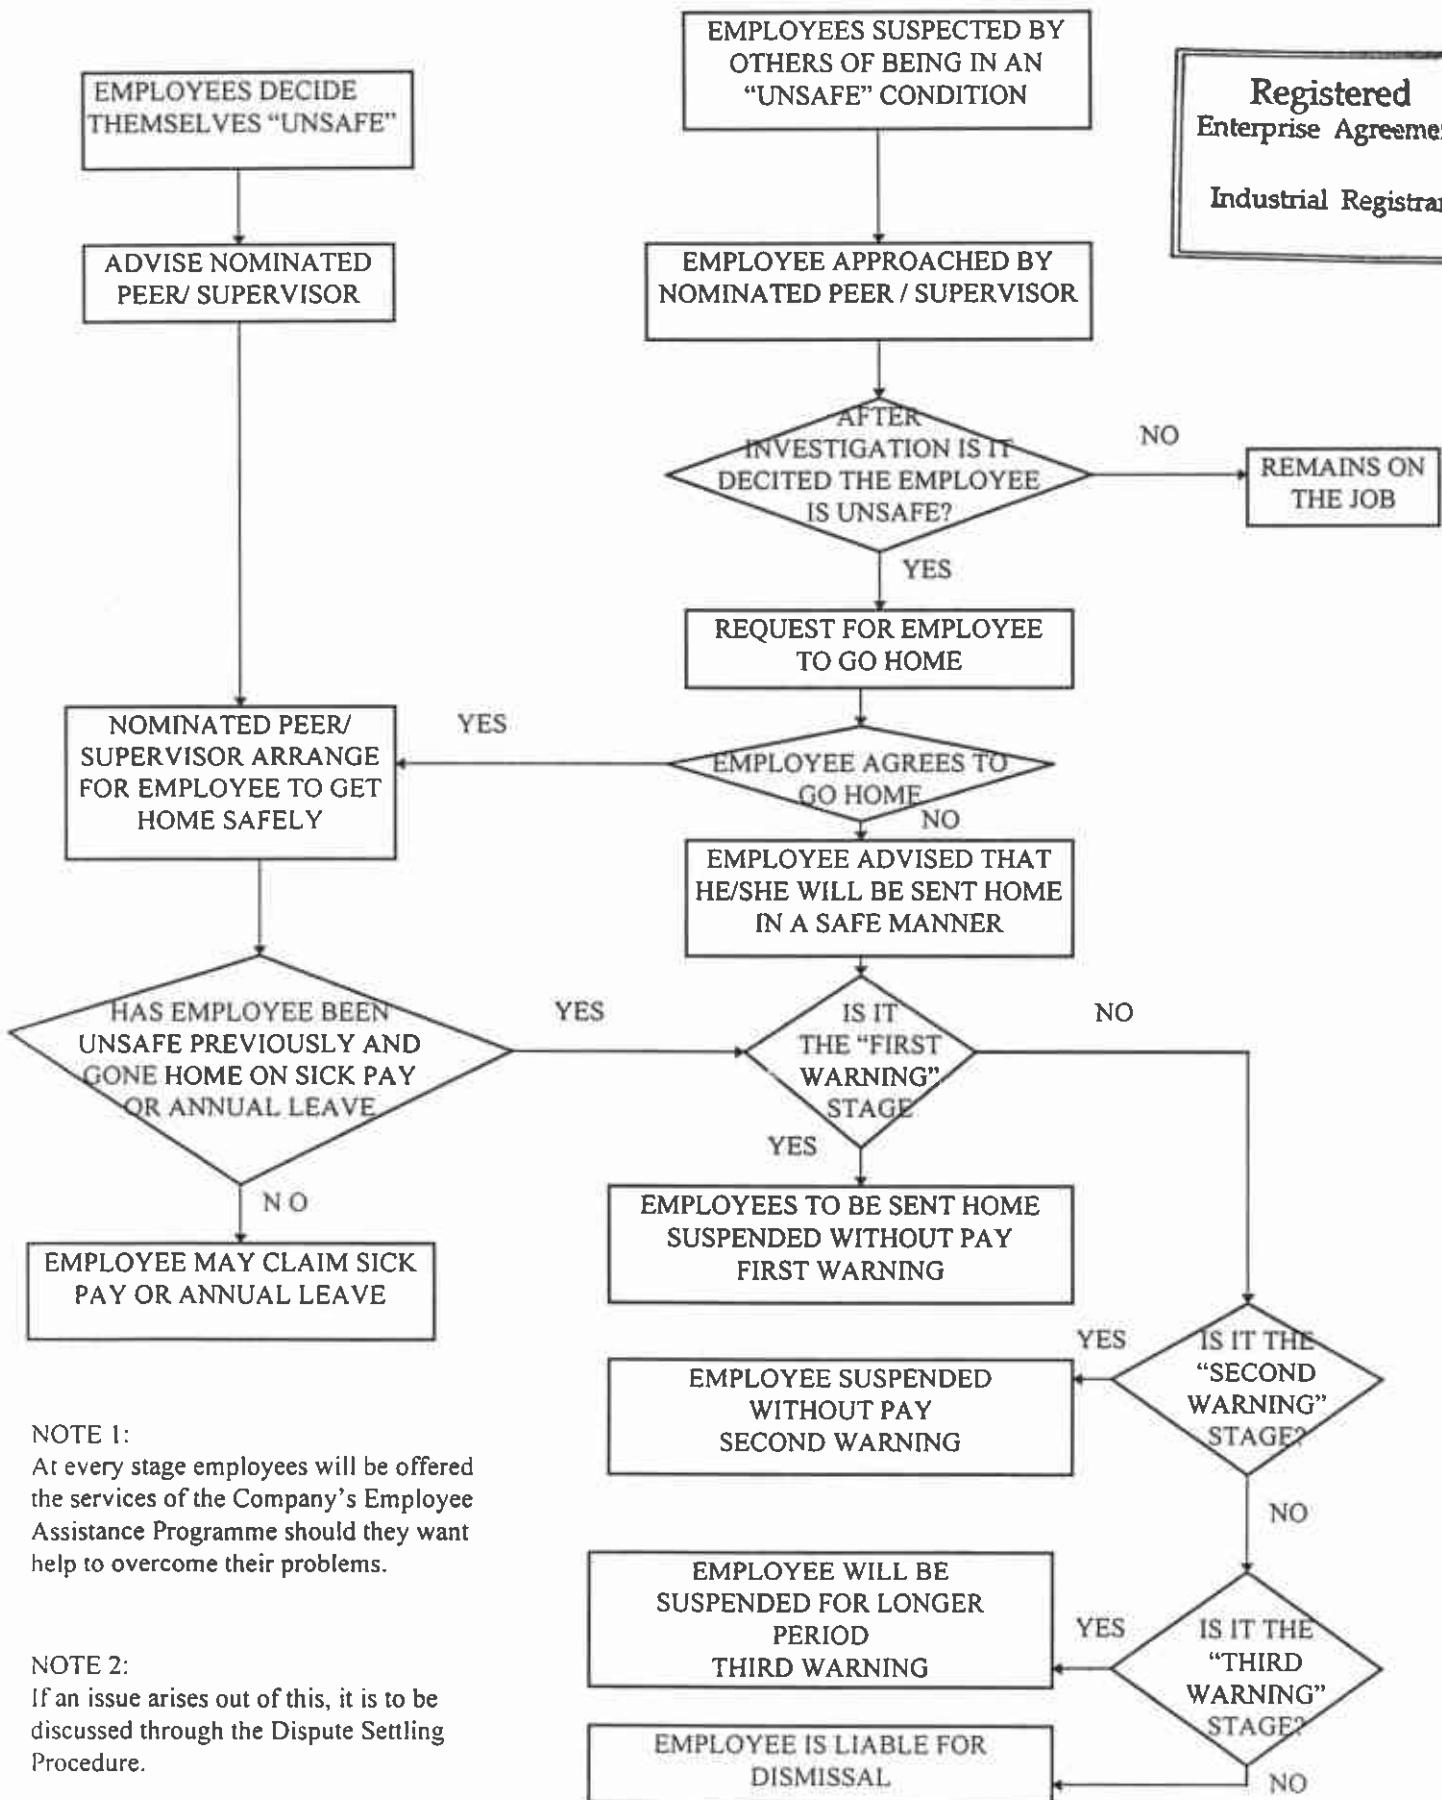 EMPLOYEES SUSPECTED BY
OTHERS OF BEING IN AN
“UNSAFE” CONDITION
EMPLOYEES DECIDE
THEMSELVES “UNSAFE”
Registered
Enterprise Agreemen
Industrial Registrar
ADVISE NOMINATED
PEER/ SUPERVISOR
EMPLOYEE APPROACHED BY
NOMINATED PEER / SUPERVISOR
AFTER
INVESTIGATION IS IT
DECITED THE EMPLOYEE
IS UNSAFE?
NO
REMAINS ON
THE JOB
YES
REQUEST FOR EMPLOYEE
TO GO HOME
NOMINATED PEER/
SUPERVISOR ARRANGE
FOR EMPLOYEE TO GET
HOME SAFELY
YES
EMPLOYEE AGREES TO
GO HOME
NO
EMPLOYEE ADVISED THAT
HE/SHE WILL BE SENT HOME
IN A SAFE MANNER
HAS EMPLOYEE BEEN
UNSAFE PREVIOUSLY AND
GONE HOME ON SICK PAY
OR ANNUAL LEAVE
YES
IS IT
THE “FIRST
WARNING”
STAGE
NO
YES
N O
EMPLOYEES TO BE SENT HOME
SUSPENDED WITHOUT PAY
FIRST WARNING
EMPLOYEE MAY CLAIM SICK
PAY OR ANNUAL LEAVE
YES
IS IT THE
“SECOND
WARNING”
STAGE?
EMPLOYEE SUSPENDED
WITHOUT PAY
SECOND WARNING
NO
NOTE 1:
At every stage employees will be offered
the services of the Company’s Employee
Assistance Programme should they want
help to overcome their problems.
EMPLOYEE WILL BE
SUSPENDED FOR LONGER
PERIOD
THIRD WARNING
YES
IS IT THE
“THIRD
WARNING”
STAGE?
NOTE 2:
If an issue arises out of this, it is to be
discussed through the Dispute Settling
Procedure.
EMPLOYEE IS LIABLE FOR
DISMISSAL
NO